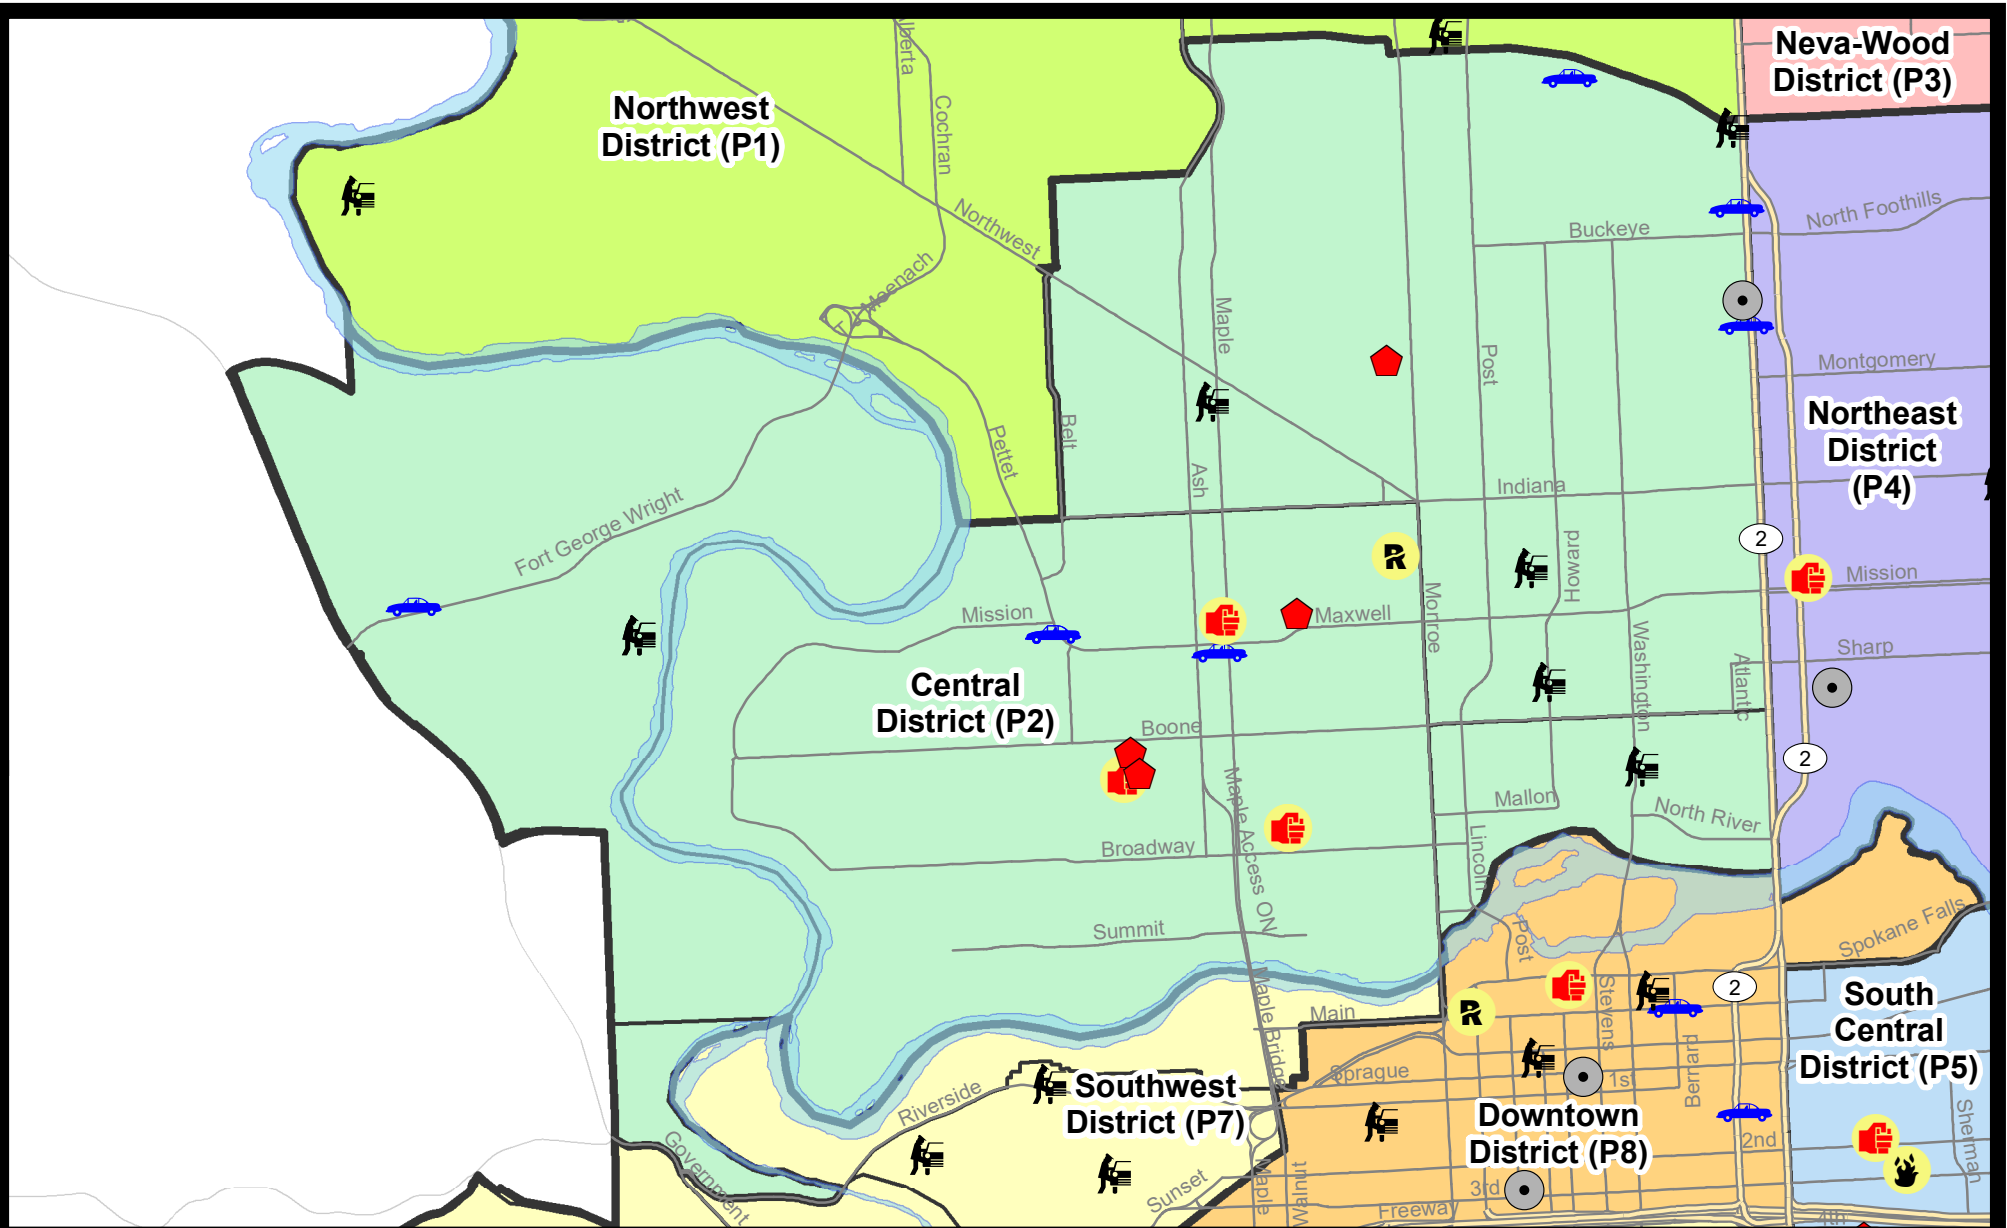 Neva-Wood
District (P3)
Northwest
District (P1)
Cochran
Northwest
North Foothills
Buckeye
Meenach
Maple
Post
Montgomery
Northeast
District
(P4)
Belt
Pettet
Ash
Indiana
Fort George Wright
Howard
2
Mission
Mission
Maxwell
Monroe
Washington
Sharp
Atlantic
Central
District (P2)
Boone
2
Maple Access ON
Mallon
North River
Broadway
Lincoln
Summit
Post
Spokane Falls
Maple Bridge
Main
Stevens
2
South
Central
District (P5)
Sprague
1st
Bernard
Riverside
Southwest
District (P7)
Downtown
District (P8)
2nd
Sherman
Government
Sunset
Maple
Walnut
3rd
Freeway
4th
R
R